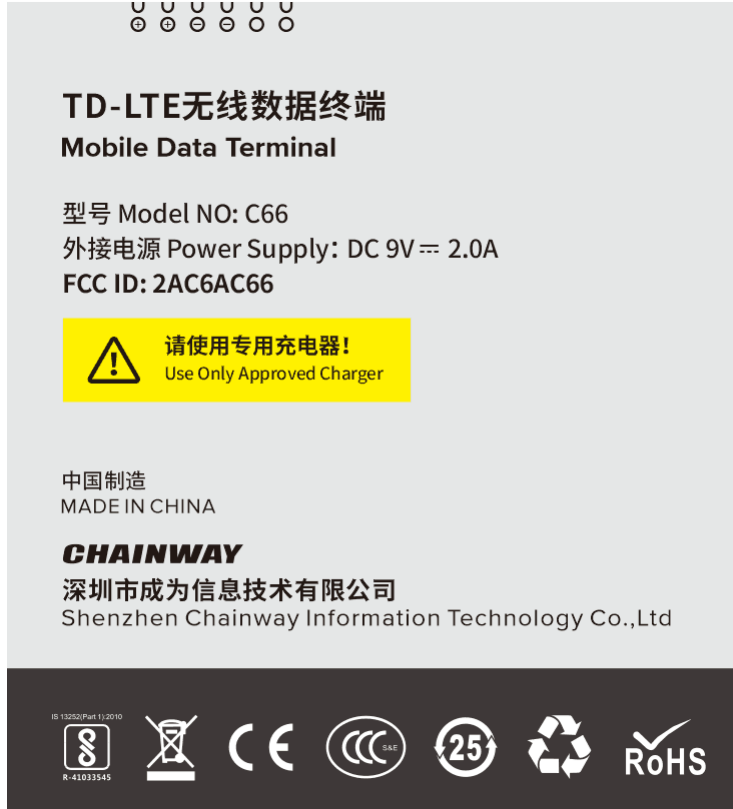 TD-LTE无线数据终端
Mobile Data Terminal
型号 Model NO: C66
外接电源 Power Supply：DC 9V⎓ 2.0A
FCC ID: 2AC6AC66
请使用专用充电器！
Use Only Approved Charger
中国制造
MADE IN CHINA
CHAINWAY
深圳市成为信息技术有限公司
Shenzhen Chainway Information Technology Co.,Ltd
IS 13252(Part 1):2010
R-41033545
CE
CCC S&E
25
RoHS